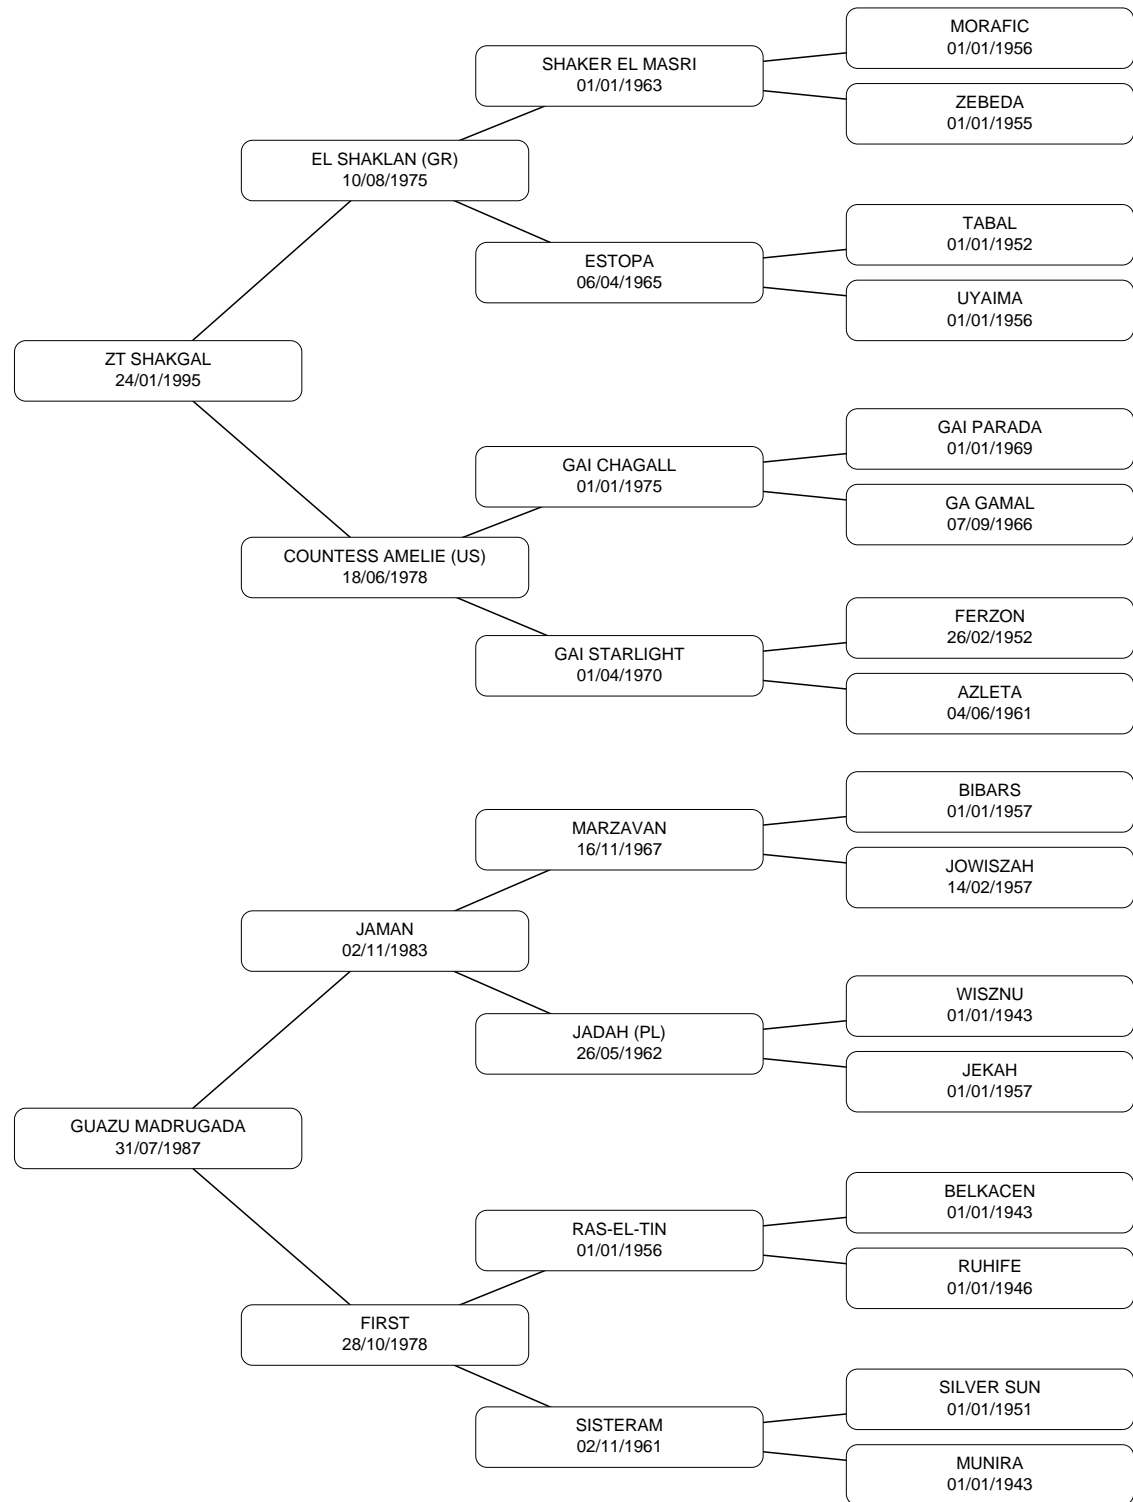 MORAFIC
01/01/1956
SHAKER EL MASRI
01/01/1963
ZEBEDA
01/01/1955
EL SHAKLAN (GR)
10/08/1975
TABAL
01/01/1952
ESTOPA
06/04/1965
UYAIMA
01/01/1956
ZT SHAKGAL
24/01/1995
GAI PARADA
01/01/1969
GAI CHAGALL
01/01/1975
GA GAMAL
07/09/1966
COUNTESS AMELIE (US)
18/06/1978
FERZON
26/02/1952
GAI STARLIGHT
01/04/1970
AZLETA
04/06/1961
BIBARS
01/01/1957
MARZAVAN
16/11/1967
JOWISZAH
14/02/1957
JAMAN
02/11/1983
WISZNU
01/01/1943
JADAH (PL)
26/05/1962
JEKAH
01/01/1957
GUAZU MADRUGADA
31/07/1987
BELKACEN
01/01/1943
RAS-EL-TIN
01/01/1956
RUHIFE
01/01/1946
FIRST
28/10/1978
SILVER SUN
01/01/1951
SISTERAM
02/11/1961
MUNIRA
01/01/1943